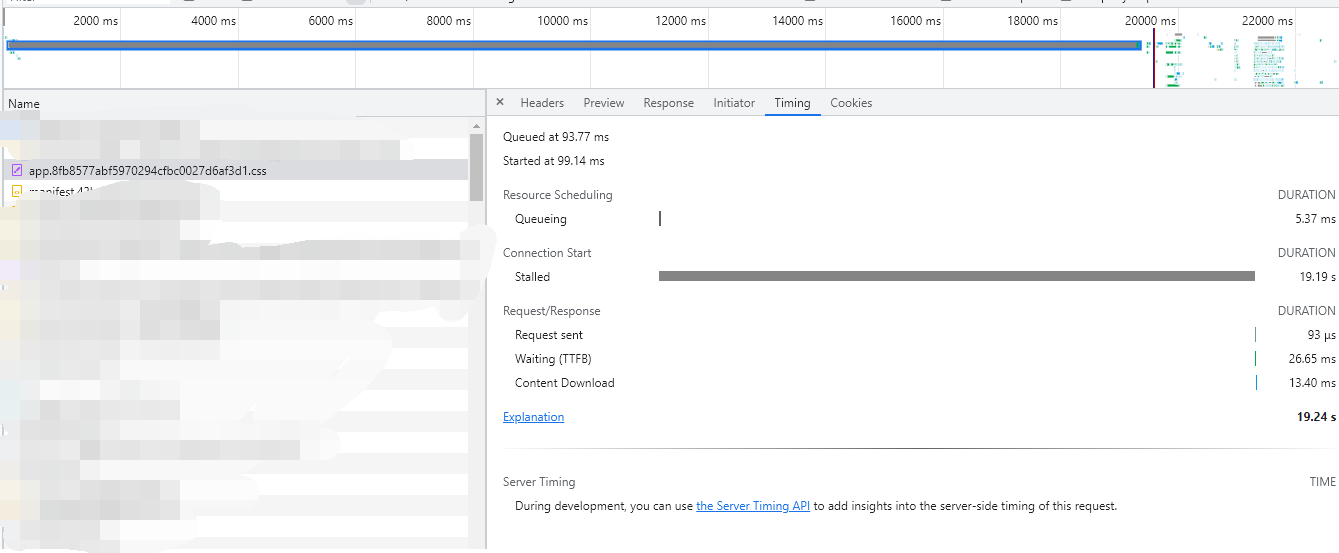 2000 ms 4000 ms 6000 ms 8000 ms 10000 ms 12000 ms 14000 ms 16000 ms 18000 ms 20000 ms 22000 ms
Name
× Headers Preview Response Initiator Timing Cookies
Queued at 93.77 ms
Started at 99.14 ms
app.8fb8577abf5970294cfbc0027d6af3d1.css
Resource Scheduling DURATION
Queueing 5.37 ms
Connection Start DURATION
Stalled 19.19 s
Request/Response DURATION
Request sent 93 μs
Waiting (TTFB) 26.65 ms
Content Download 13.40 ms
Explanation 19.24 s
Server Timing TIME
During development, you can use the Server Timing API to add insights into the server-side timing of this request.